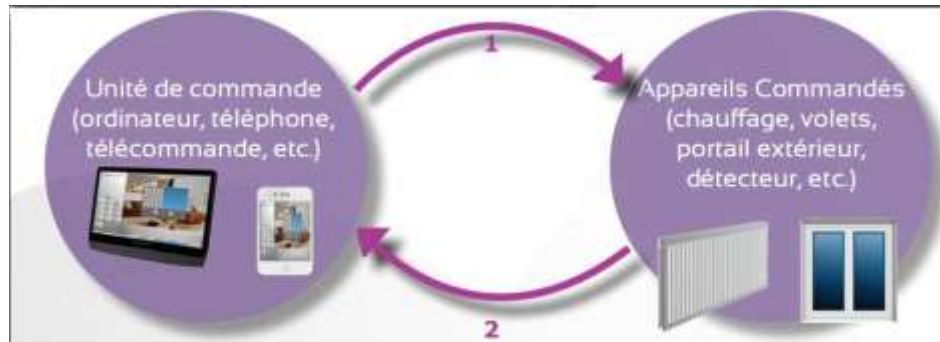 1
Unité de commande
(ordinateur, téléphone,
télécommande, etc.)
Appareils Commandés
(chauffage, volets,
portail extérieur,
détecteur, etc.)
2